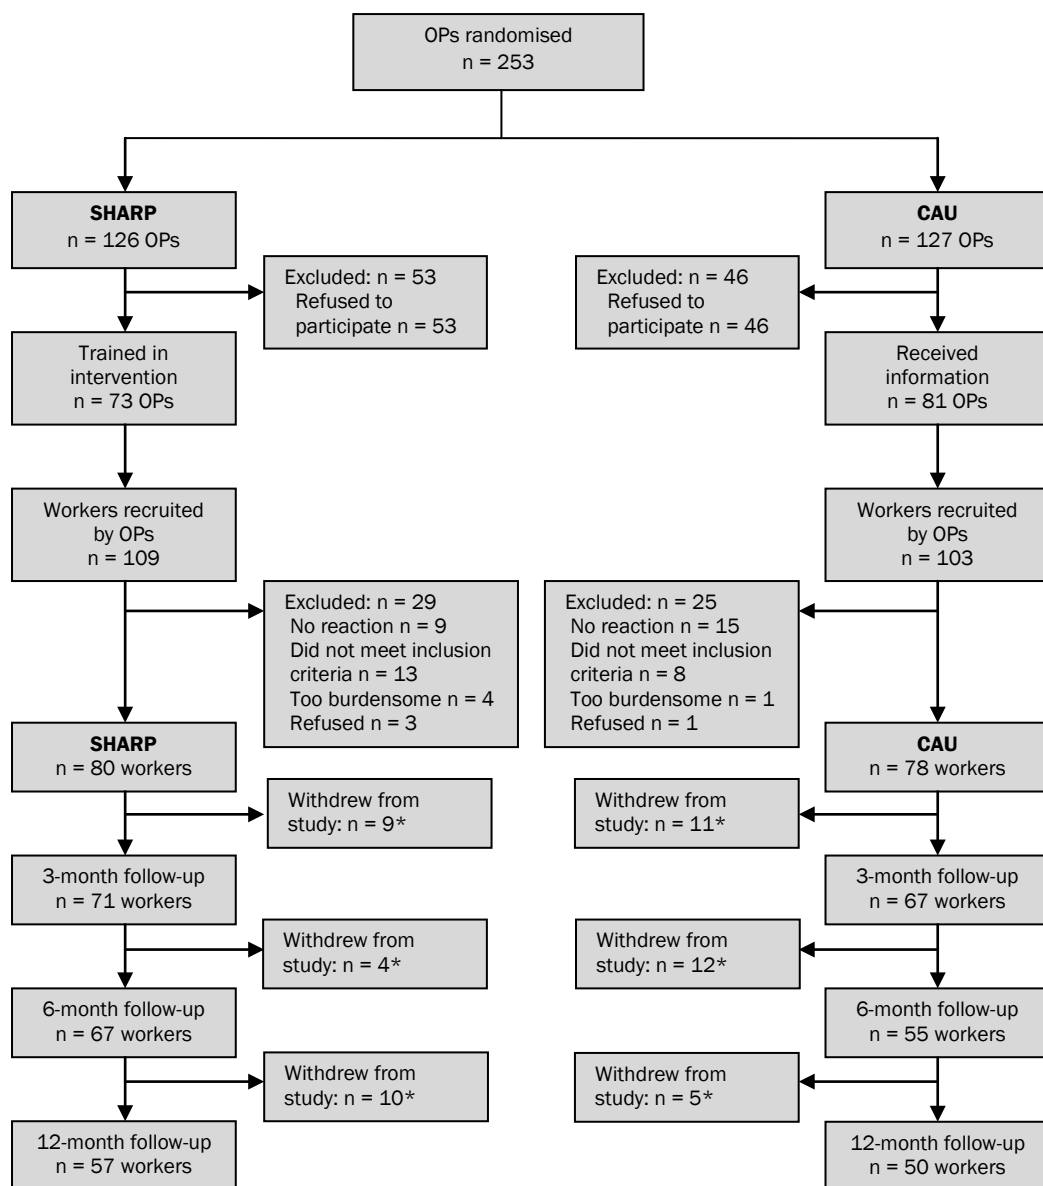 OPs randomised
n = 253
SHARP
n = 126 OPs
CAU
n = 127 OPs
Excluded: n = 53
Refused to
participate n = 53
Excluded: n = 46
Refused to
participate n = 46
Trained in
intervention
n = 73 OPs
Received
information
n = 81 OPs
Workers recruited
by OPs
n = 109
Workers recruited
by OPs
n = 103
Excluded: n = 29
No reaction n = 9
Did not meet inclusion
criteria n = 13
Too burdensome n = 4
Refused n = 3
Excluded: n = 25
No reaction n = 15
Did not meet inclusion
criteria n = 8
Too burdensome n = 1
Refused n = 1
SHARP
n = 80 workers
CAU
n = 78 workers
Withdrew from
study: n = 9*
Withdrew from
study: n = 11*
3-month follow-up
n = 71 workers
3-month follow-up
n = 67 workers
Withdrew from
study: n = 4*
Withdrew from
study: n = 12*
6-month follow-up
n = 67 workers
6-month follow-up
n = 55 workers
Withdrew from
study: n = 10*
Withdrew from
study: n = 5*
12-month follow-up
n = 57 workers
12-month follow-up
n = 50 workers